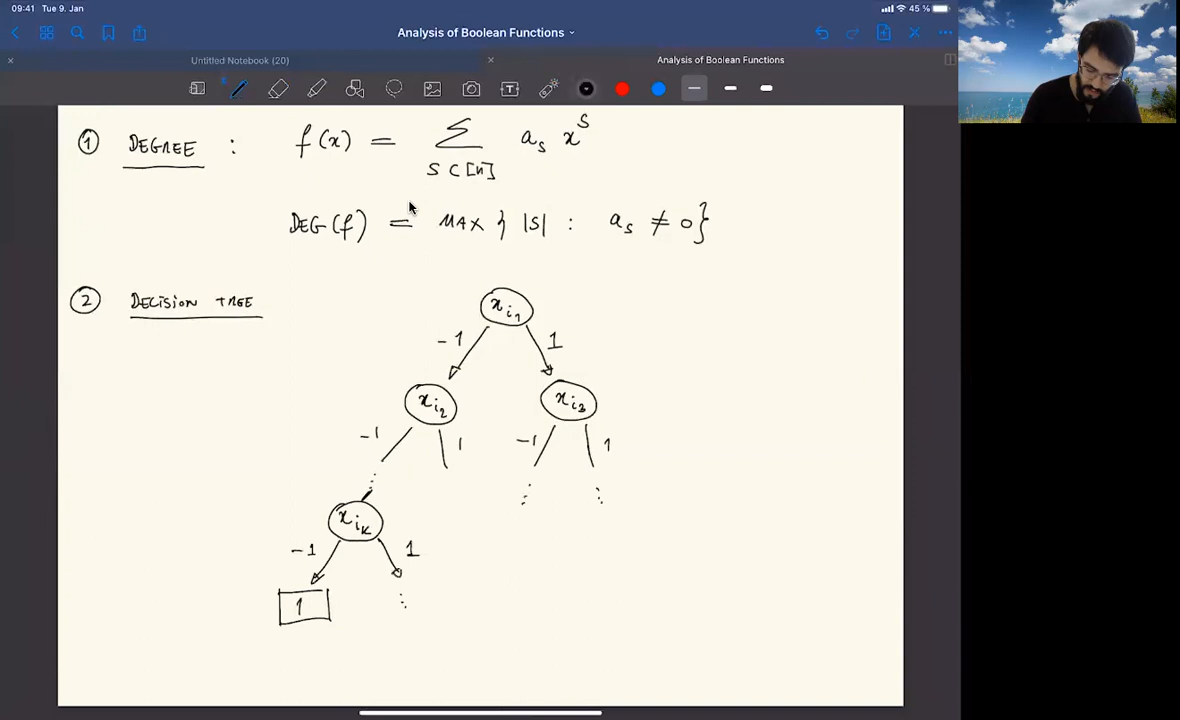 09:41 Tue 9. Jan
45 %
Analysis of Boolean Functions
Untitled Notebook (20)
Analysis of Boolean Functions
① DEGREE : f(x) = Σ a_S x^S
S ⊂ [n]
DEG(f) = MAX { |S| : a_S ≠ 0}
② DECISION TREE
x_{i_1}
-1 1
x_{i_2} x_{i_3}
-1 1 -1 1
⋮ ⋮ ⋮
x_{i_k}
-1 1
1 ⋮